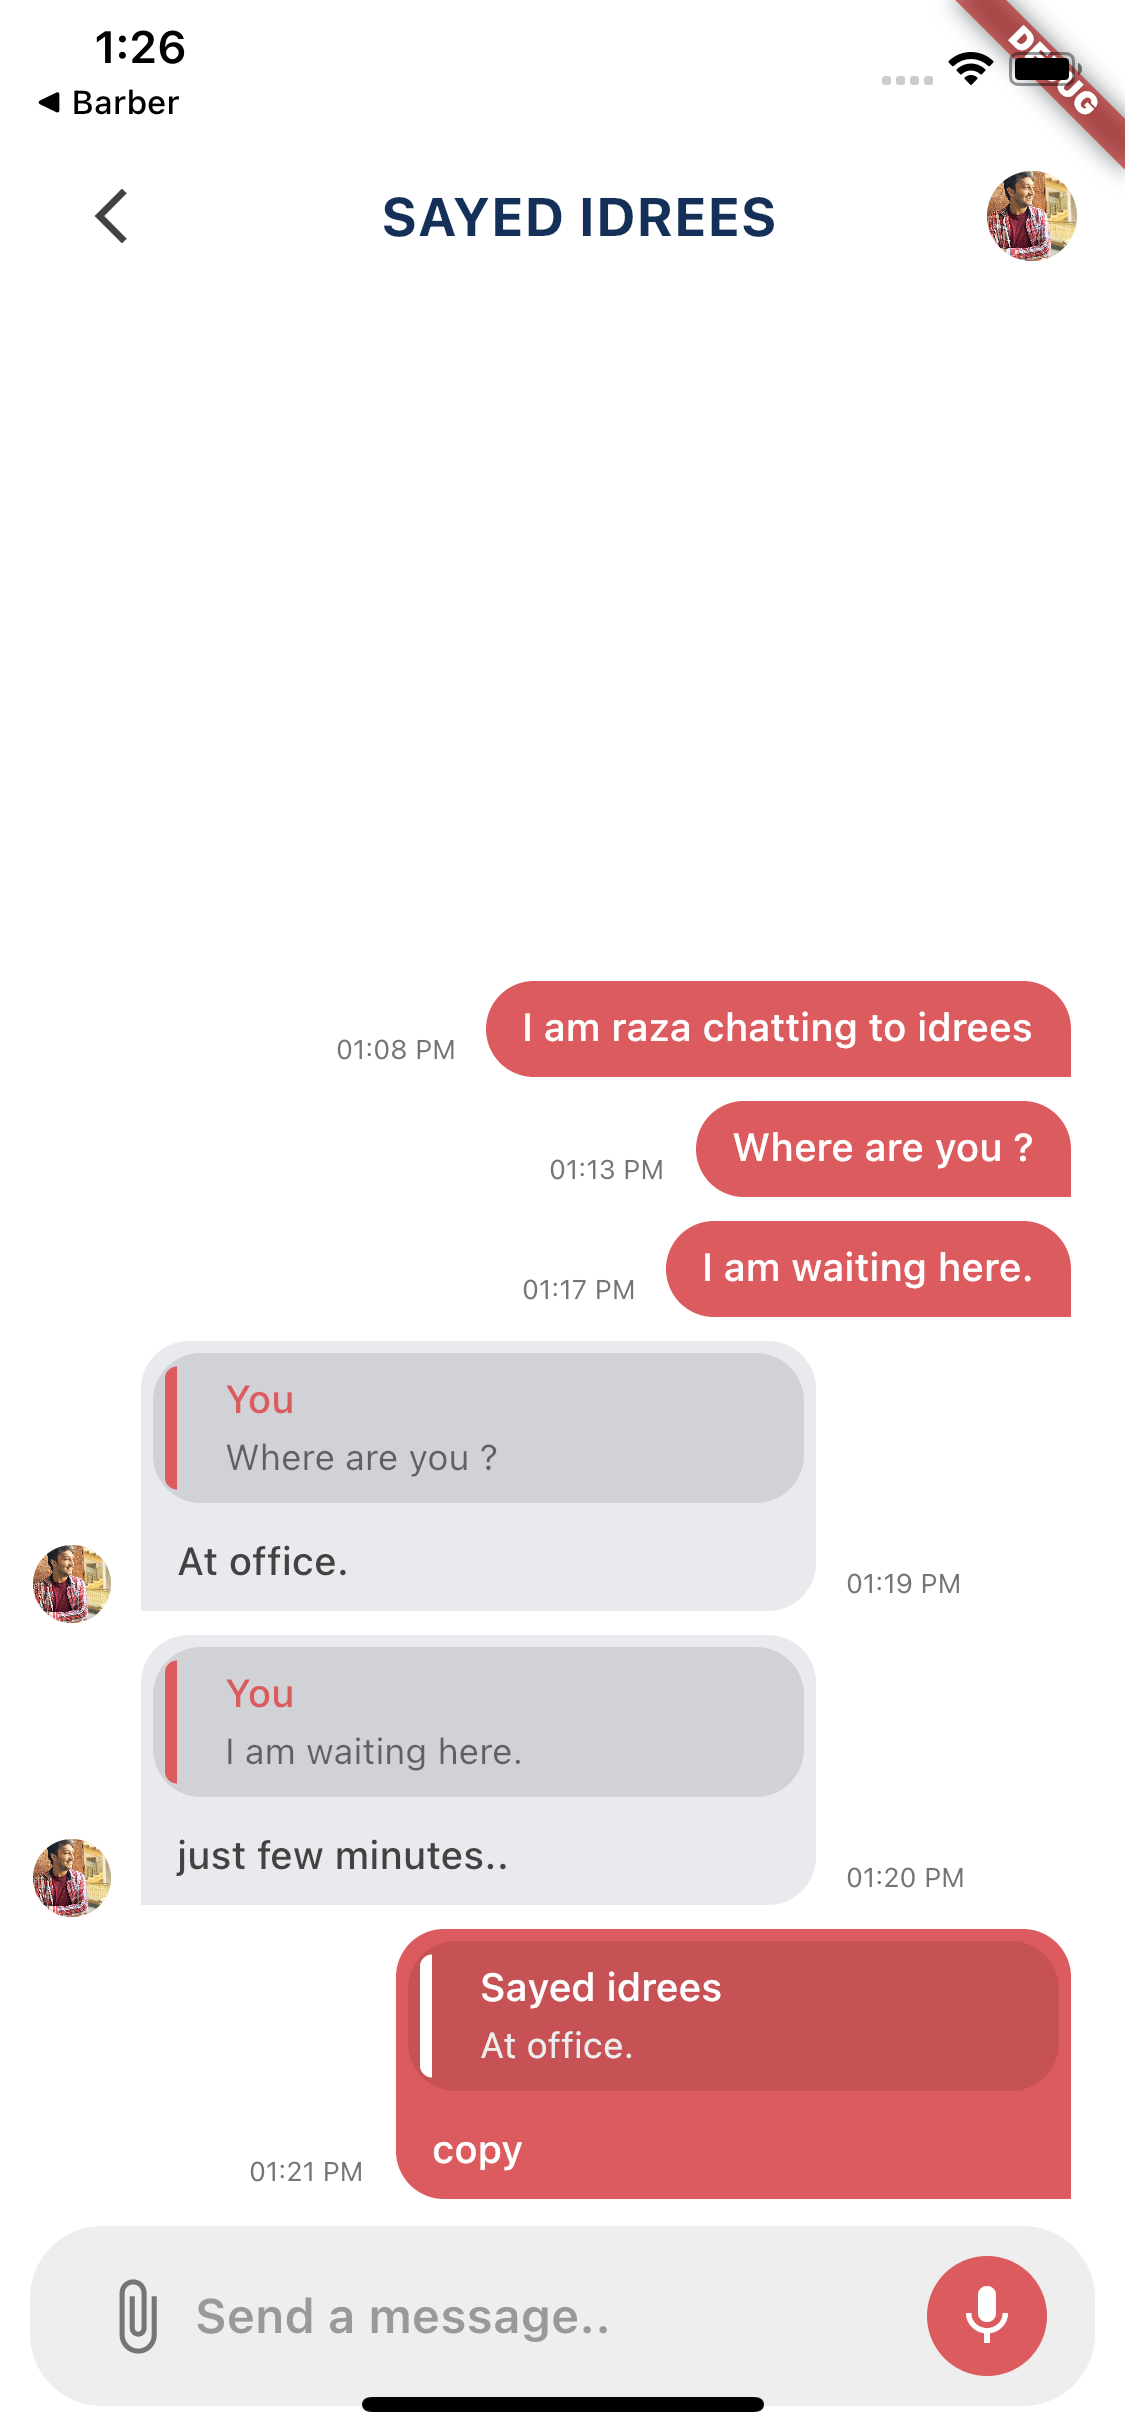 1:26
Barber
DEBUG
SAYED IDREES
I am raza chatting to idrees
01:08 PM
Where are you ?
01:13 PM
I am waiting here.
01:17 PM
You
Where are you ?
At office.
01:19 PM
You
I am waiting here.
just few minutes..
01:20 PM
Sayed idrees
At office.
copy
01:21 PM
Send a message..